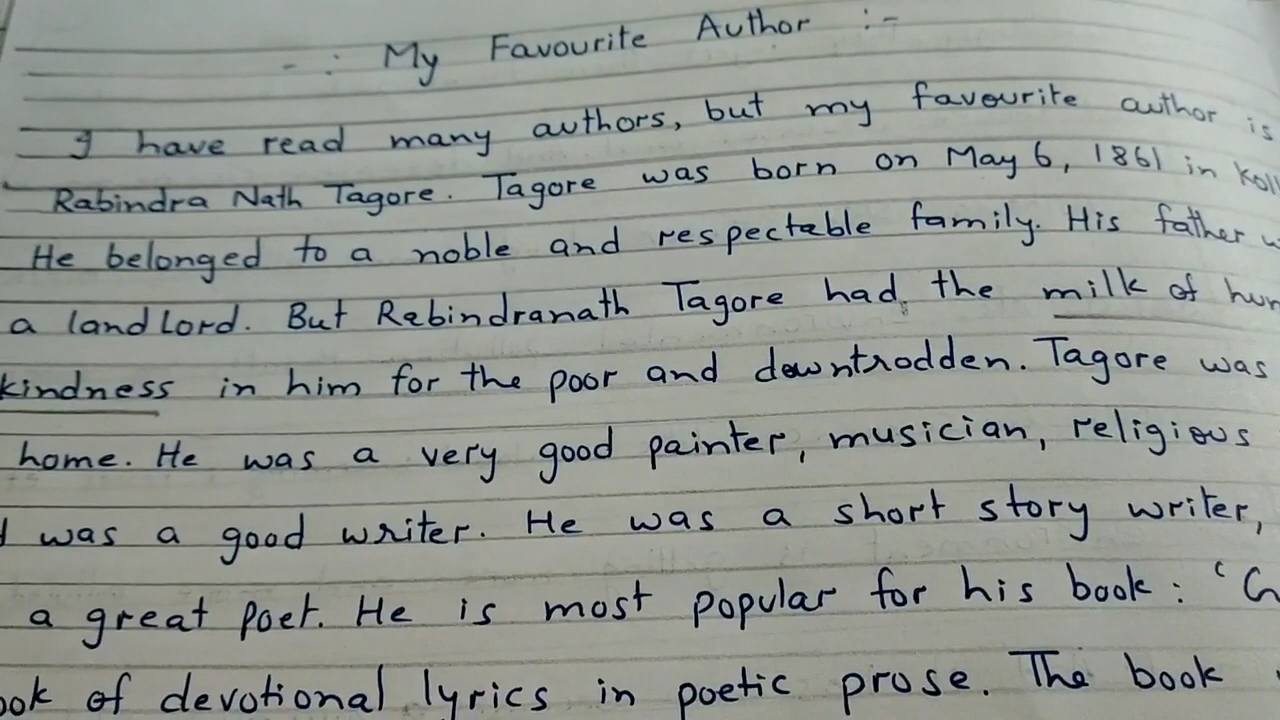 - : My Favourite Author :-
I have read many authors, but my favourite author is
Rabindra Nath Tagore. Tagore was born on May 6, 1861 in
He belonged to a noble and respectable family. His father
a landlord. But Rabindranath Tagore had the milk of
kindness in him for the poor and downtrodden. Tagore was
home. He was a very good painter, musician, religious
was a good writer. He was a short story writer,
a great poet. He is most popular for his book :
of devotional lyrics in poetic prose. The book